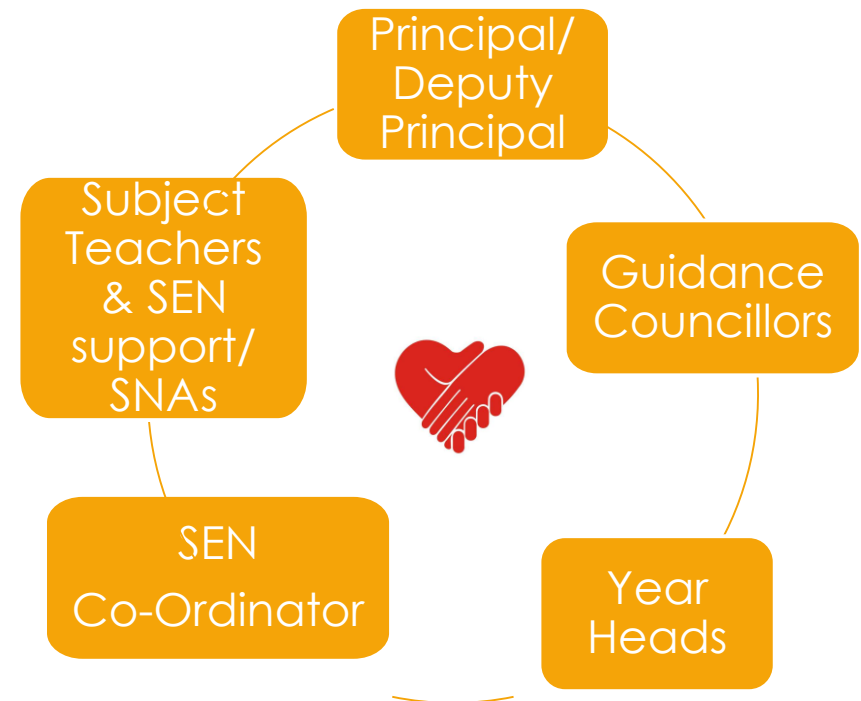 Principal/
Deputy
Principal
Guidance
Councillors
Year
Heads
SEN
Co-Ordinator
Subject
Teachers
& SEN
support/
SNAs